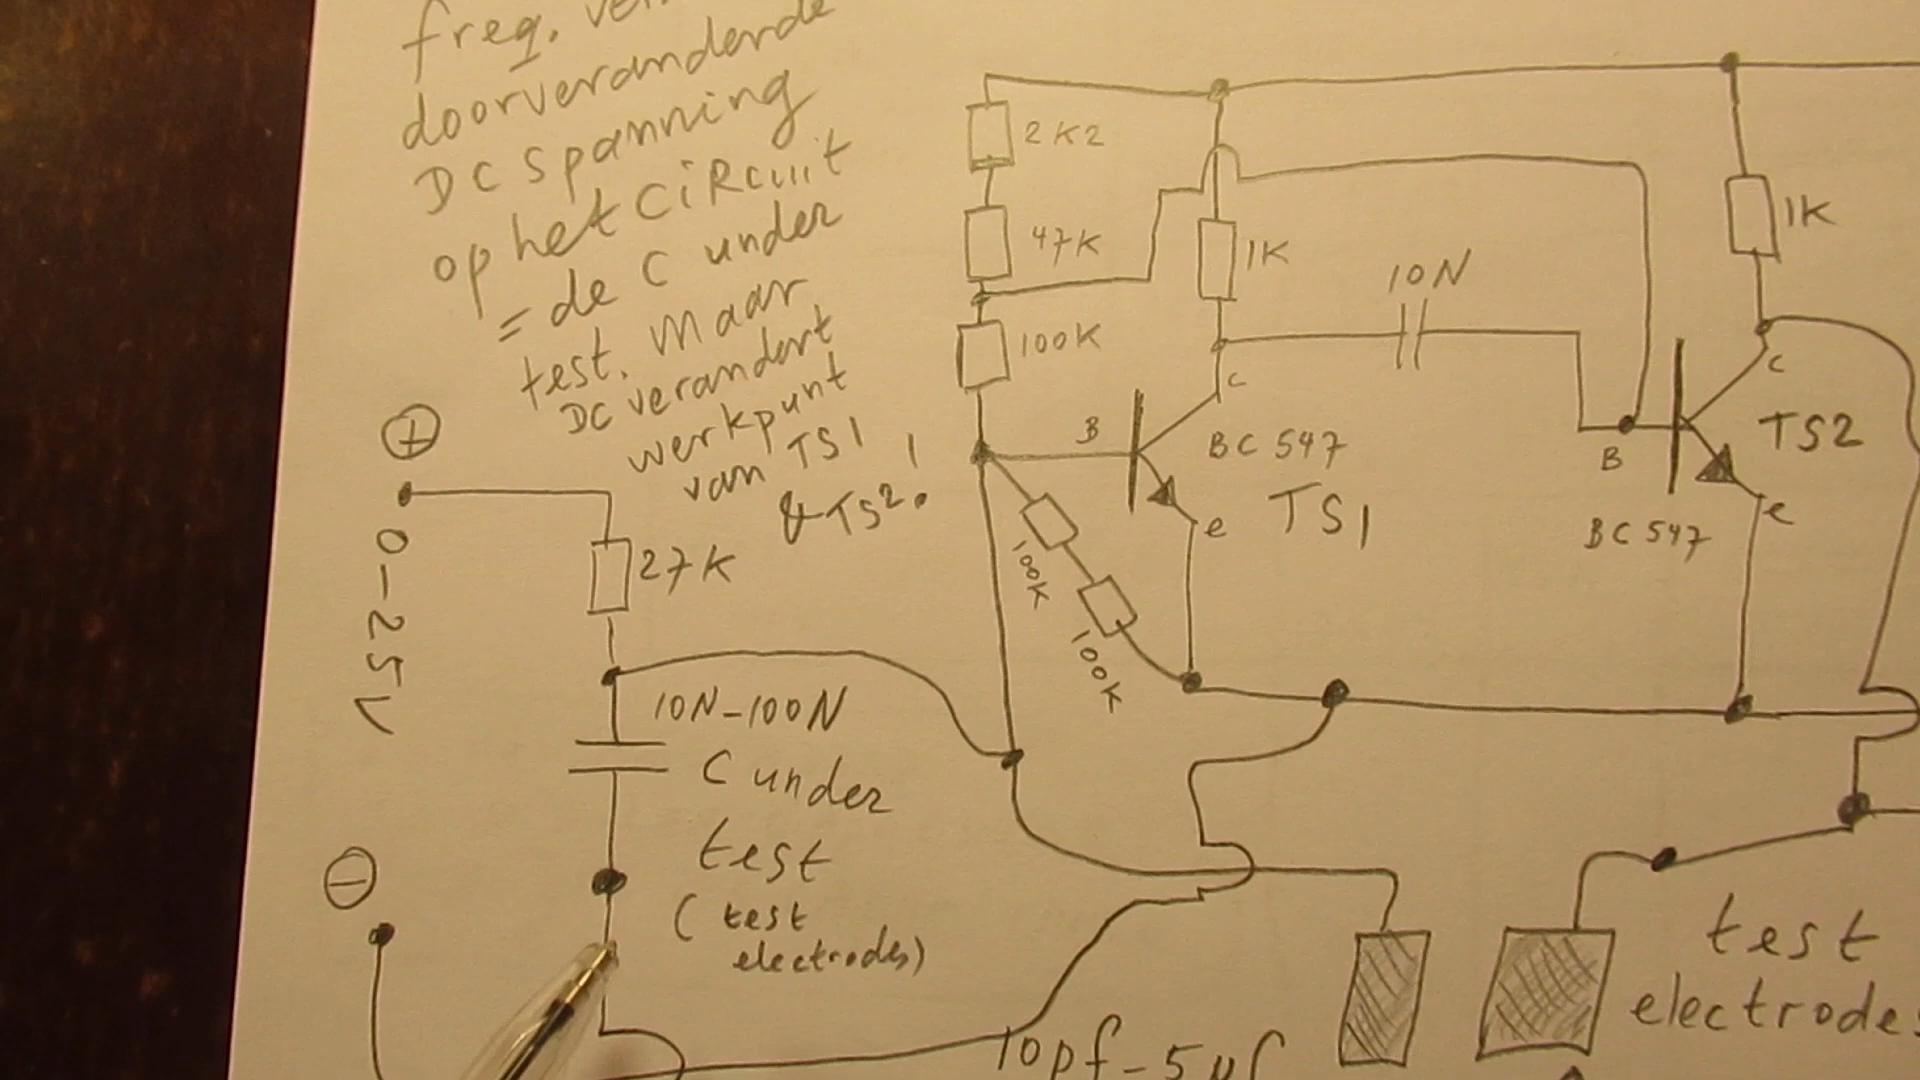 freq.
doorveranderde
DC spanning
op het CiRcuit
= de C under
test. Maar
DC verandert
werkpunt
van TS1
& TS2!
+
0-25V
27K
10N-100N
C under
test
(test
electrodes)
-
2K2
47K
100K
1K
10N
1K
B
C
BC 547
TS1
e
100K
100K
B
C
TS2
e
BC 547
test
electrodes
10pf-5µf